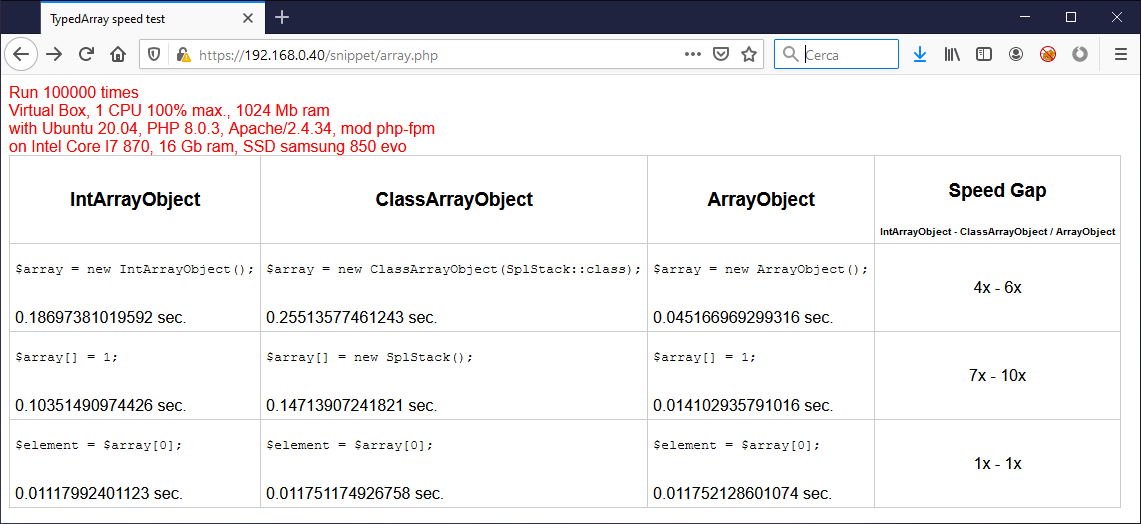 TypedArray speed test
https://192.168.0.40/snippet/array.php
Cerca
Run 100000 times
Virtual Box, 1 CPU 100% max., 1024 Mb ram
with Ubuntu 20.04, PHP 8.0.3, Apache/2.4.34, mod php-fpm
on Intel Core I7 870, 16 Gb ram, SSD samsung 850 evo
IntArrayObject
ClassArrayObject
ArrayObject
Speed Gap
IntArrayObject - ClassArrayObject / ArrayObject
$array = new IntArrayObject();
0.18697381019592 sec.
$array = new ClassArrayObject(SplStack::class);
0.25513577461243 sec.
$array = new ArrayObject();
0.045166969299316 sec.
4x - 6x
$array[] = 1;
0.10351490974426 sec.
$array[] = new SplStack();
0.14713907241821 sec.
$array[] = 1;
0.014102935791016 sec.
7x - 10x
$element = $array[0];
0.01117992401123 sec.
$element = $array[0];
0.011751174926758 sec.
$element = $array[0];
0.011752128601074 sec.
1x - 1x